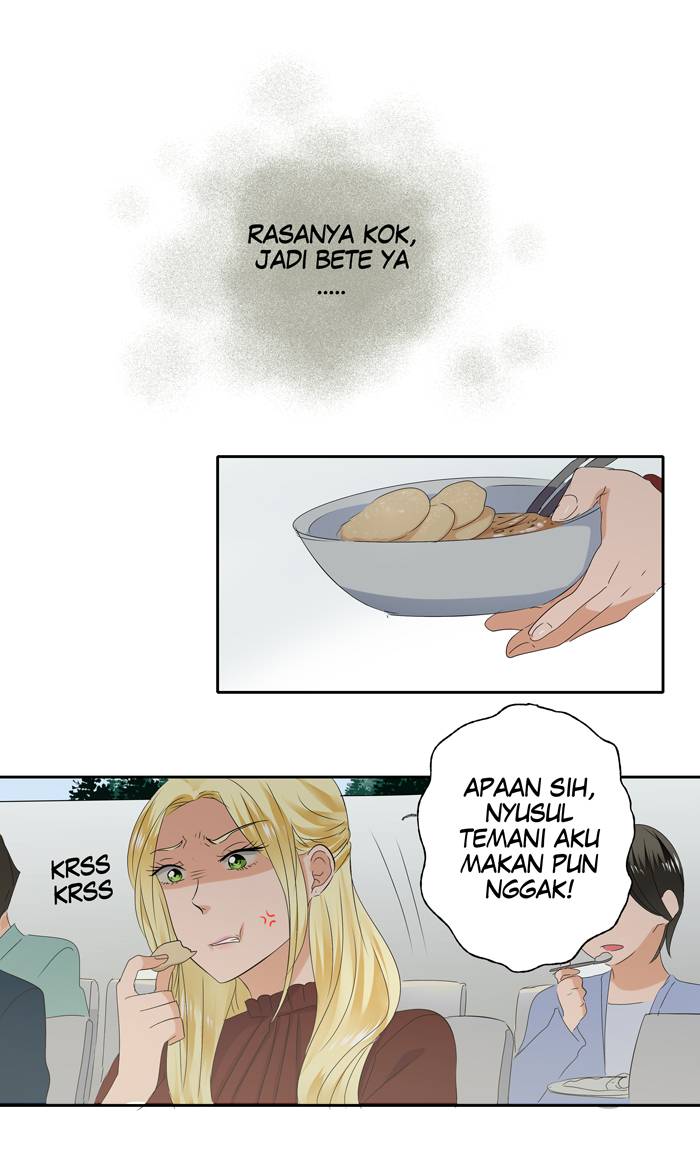 RASANYA KOK,
JADI BETE YA
.....
APAAN SIH,
NYUSUL
TEMANI AKU
MAKAN PUN
NGGAK!
KRSS
KRSS